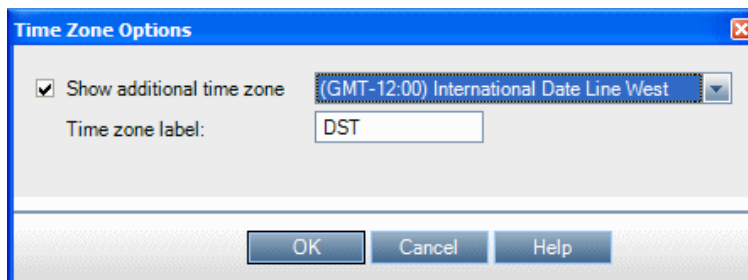 Time Zone Options
Show additional time zone (GMT-12:00) International Date Line West
Time zone label: DST
OK Cancel Help